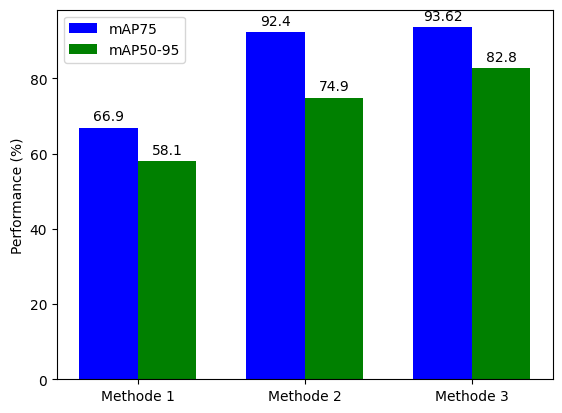 mAP75
mAP50-95
66.9
58.1
92.4
74.9
93.62
82.8
Performance (%)
80
60
40
20
0
Methode 1
Methode 2
Methode 3